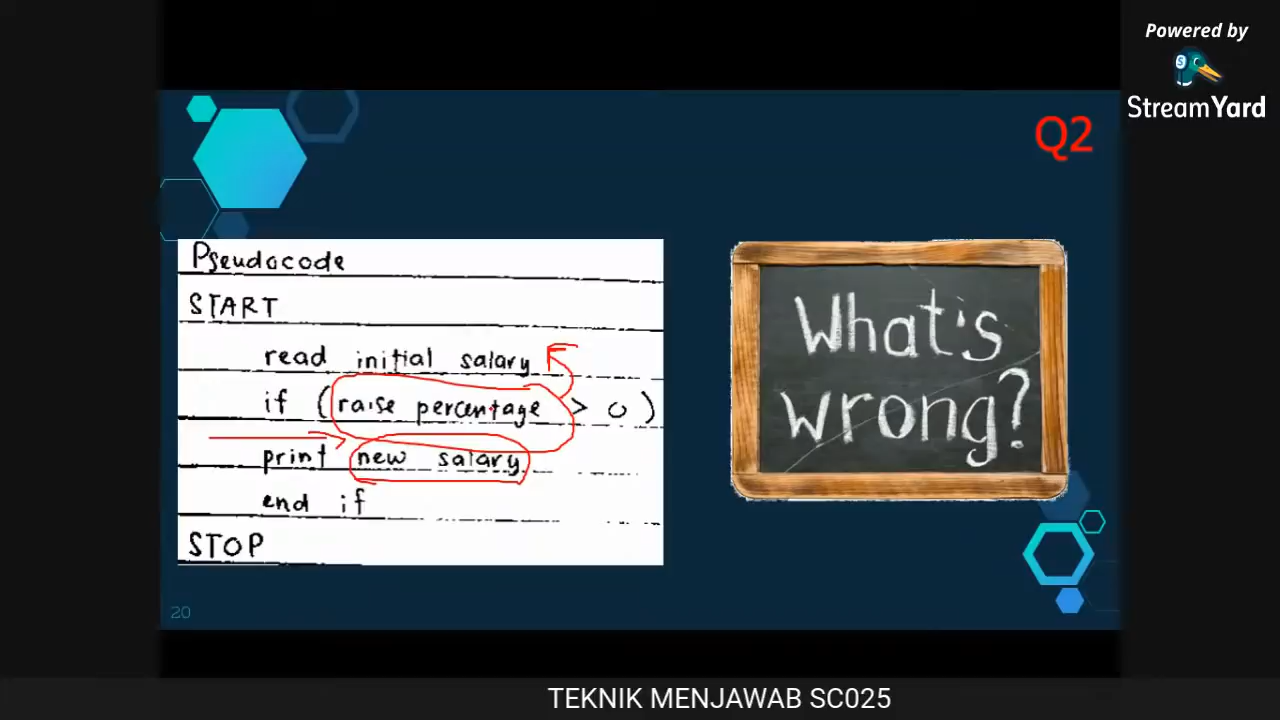 Powered by
StreamYard
Q2
Pseudocode
START
read initial salary
if (raise percentage > 0)
print new salary
end if
STOP
What's
wrong?
20
TEKNIK MENJAWAB SC025